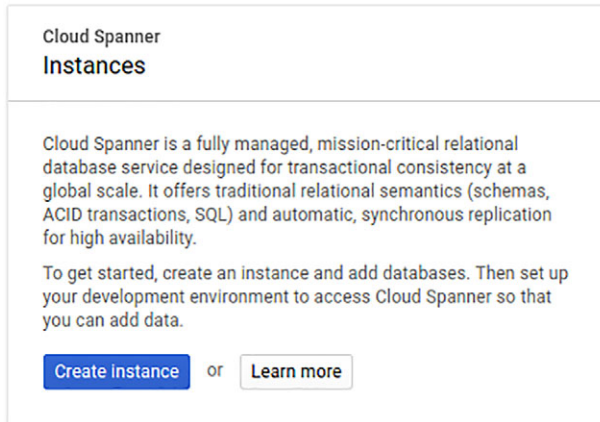 Cloud Spanner
Instances
Cloud Spanner is a fully managed, mission-critical relational
database service designed for transactional consistency at a
global scale. It offers traditional relational semantics (schemas,
ACID transactions, SQL) and automatic, synchronous replication
for high availability.
To get started, create an instance and add databases. Then set up
your development environment to access Cloud Spanner so that
you can add data.
Create instance or Learn more